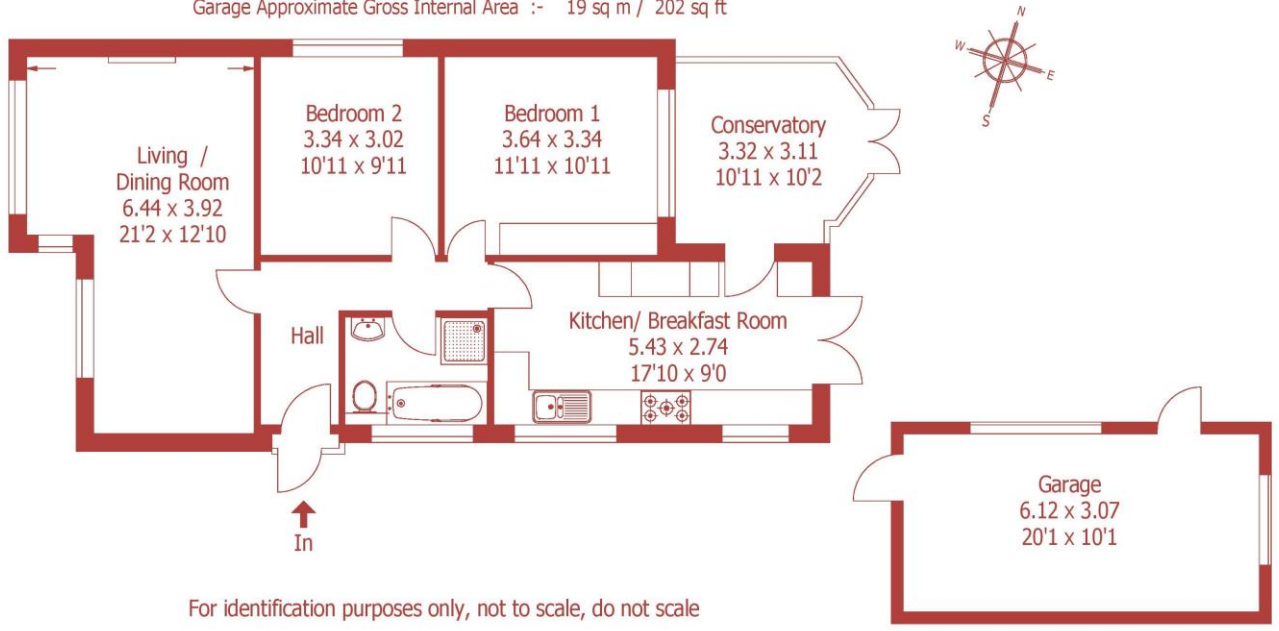 Garage Approximate Gross Internal Area :- 19 sq m / 202 sq ft
N
W
E
S
Bedroom 2
3.34 x 3.02
10'11 x 9'11
Bedroom 1
3.64 x 3.34
11'11 x 10'11
Conservatory
3.32 x 3.11
10'11 x 10'2
Living /
Dining Room
6.44 x 3.92
21'2 x 12'10
Hall
Kitchen/ Breakfast Room
5.43 x 2.74
17'10 x 9'0
Garage
6.12 x 3.07
20'1 x 10'1
In
For identification purposes only, not to scale, do not scale